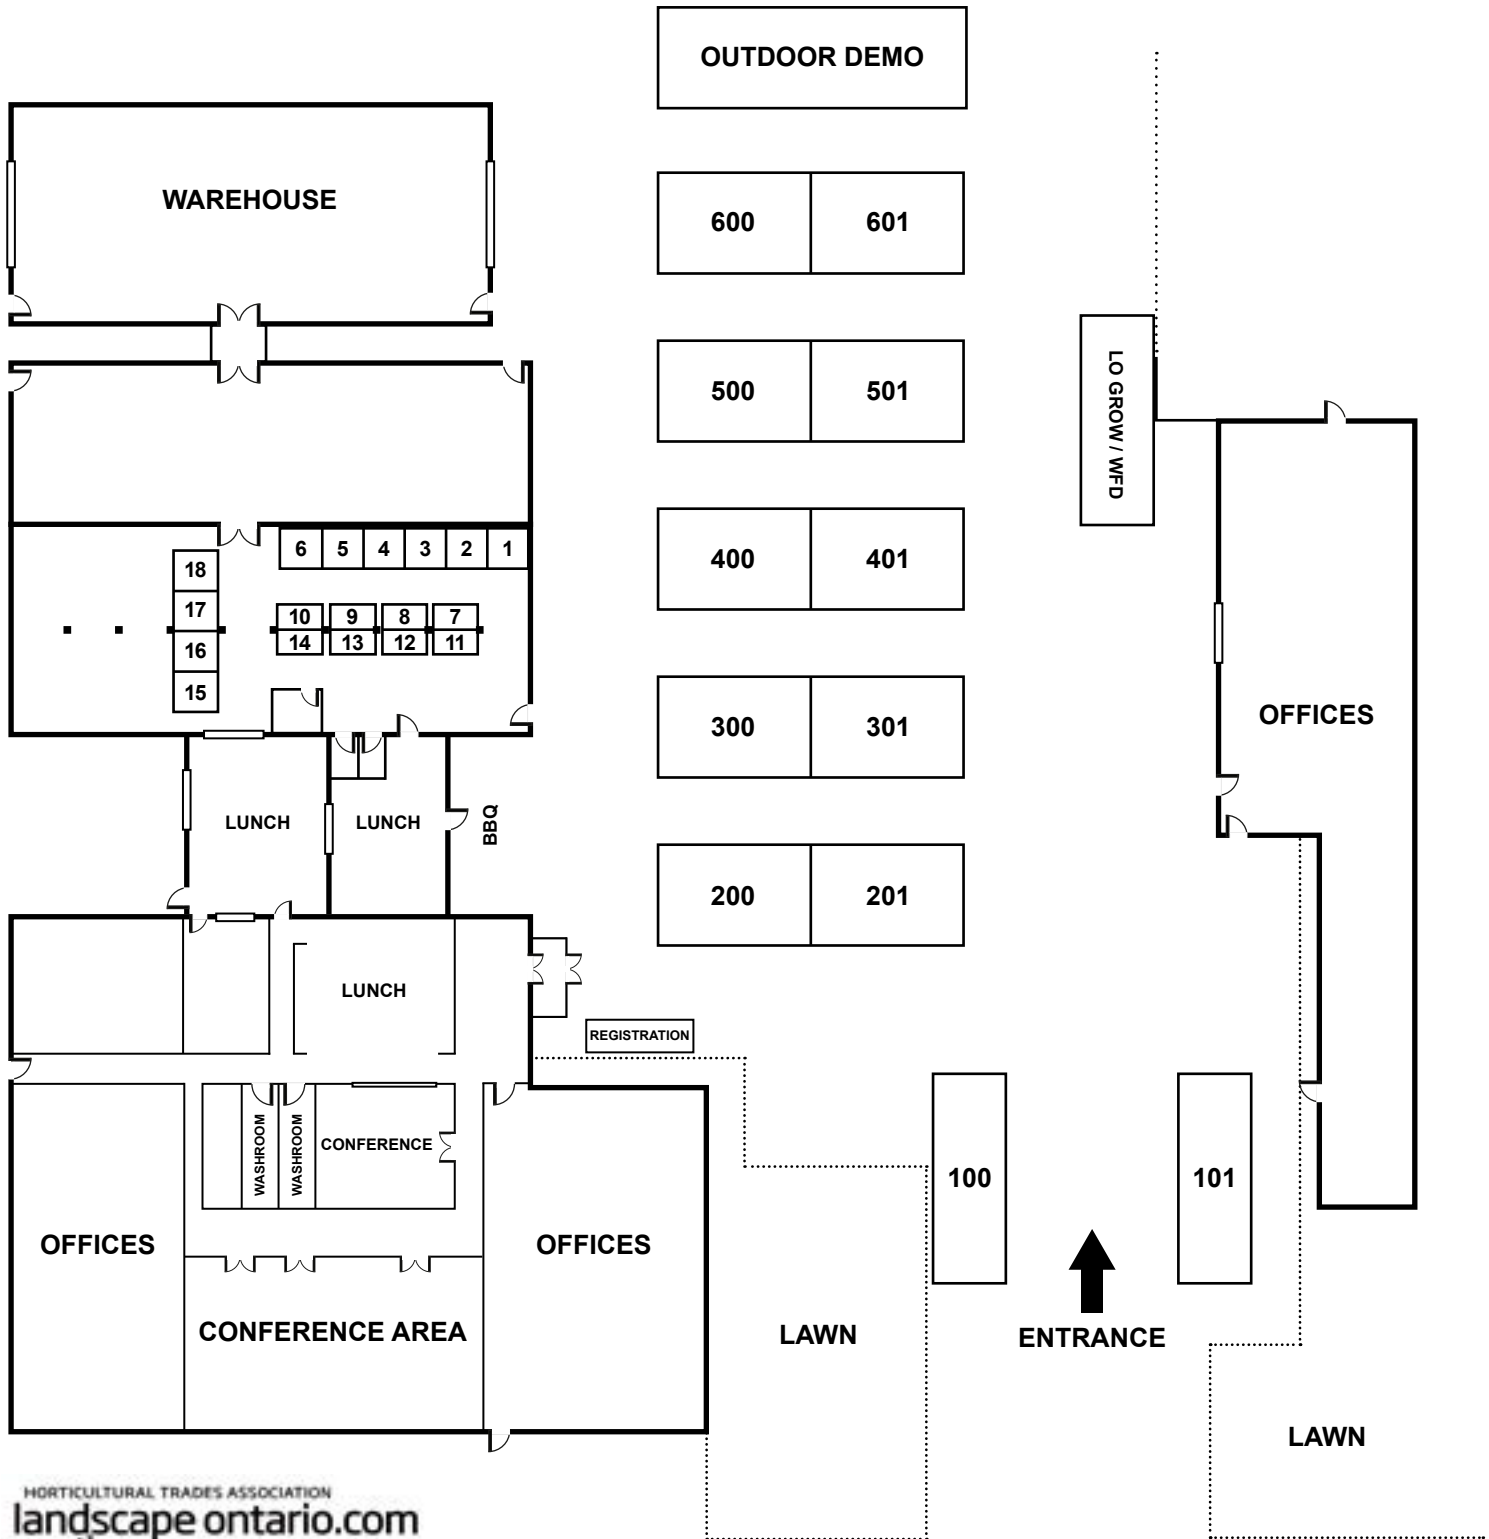 OUTDOOR DEMO
WAREHOUSE
600 601
LO GROW / WFD
500 501
6 5 4 3 2 1
18
17
16
15
10 9 8 7
14 13 12 11
400 401
300 301
OFFICES
LUNCH
LUNCH
BBQ
200 201
LUNCH
REGISTRATION
WASHROOM
WASHROOM
CONFERENCE
100
101
OFFICES
OFFICES
CONFERENCE AREA
LAWN
ENTRANCE
LAWN
HORTICULTURAL TRADES ASSOCIATION
landscape ontario.com